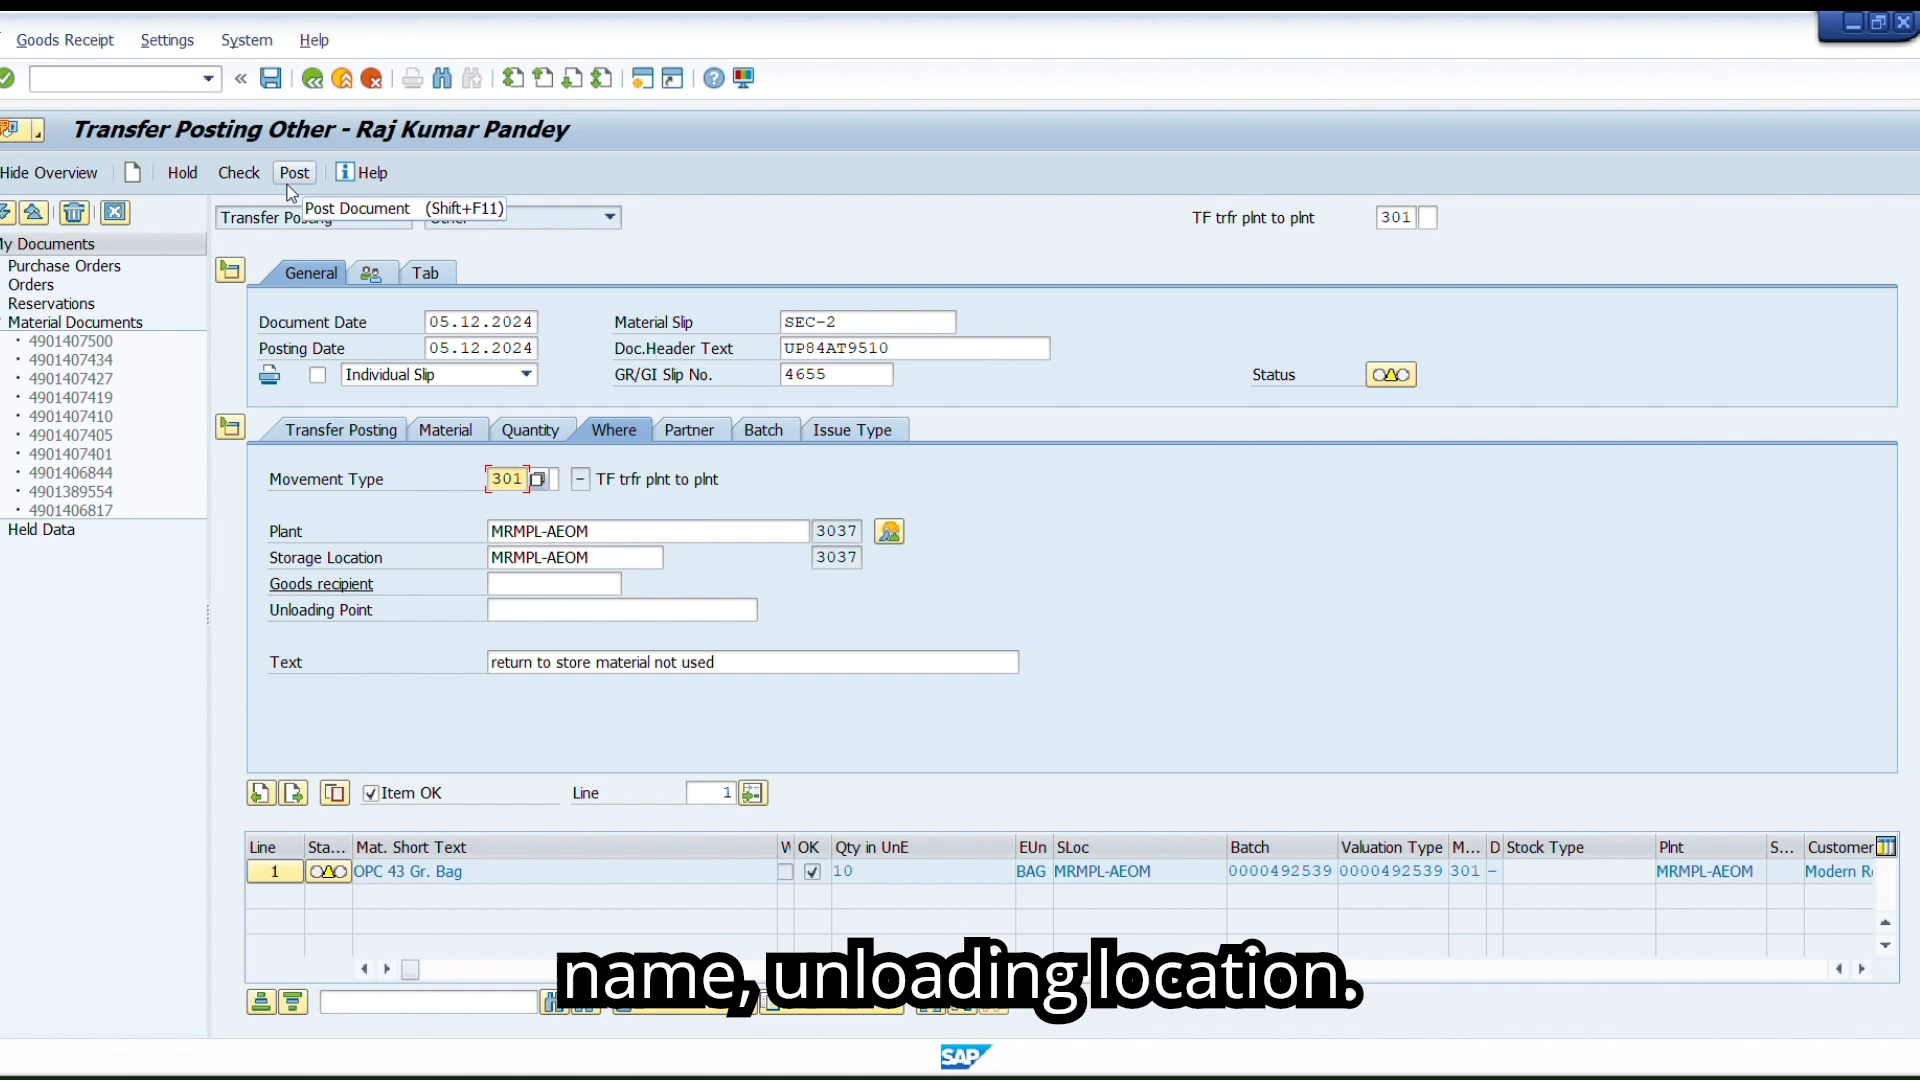 Goods Receipt Settings System Help
Transfer Posting Other - Raj Kumar Pandey
Hide Overview Hold Check Post Help
Post Document (Shift+F11)
Transfer Posting TF trfr plnt to plnt 301
My Documents
Purchase Orders
Orders
Reservations
Material Documents
4901407500
4901407434
4901407427
4901407419
4901407410
4901407405
4901407401
4901406844
4901389554
4901406817
Held Data
General Tab
Document Date 05.12.2024 Material Slip SEC-2
Posting Date 05.12.2024 Doc.Header Text UP84AT9510
Individual Slip GR/GI Slip No. 4655 Status
Transfer Posting Material Quantity Where Partner Batch Issue Type
Movement Type 301 - TF trfr plnt to plnt
Plant MRMPL-AEOM 3037
Storage Location MRMPL-AEOM 3037
Goods recipient
Unloading Point
Text return to store material not used
Item OK Line 1
Line Sta... Mat. Short Text OK Qty in UnE EUn SLoc Batch Valuation Type M... D Stock Type Plnt S... Customer
1 OPC 43 Gr. Bag 10 BAG MRMPL-AEOM 0000492539 0000492539 301 - MRMPL-AEOM Modern
name, unloading location.
SAP